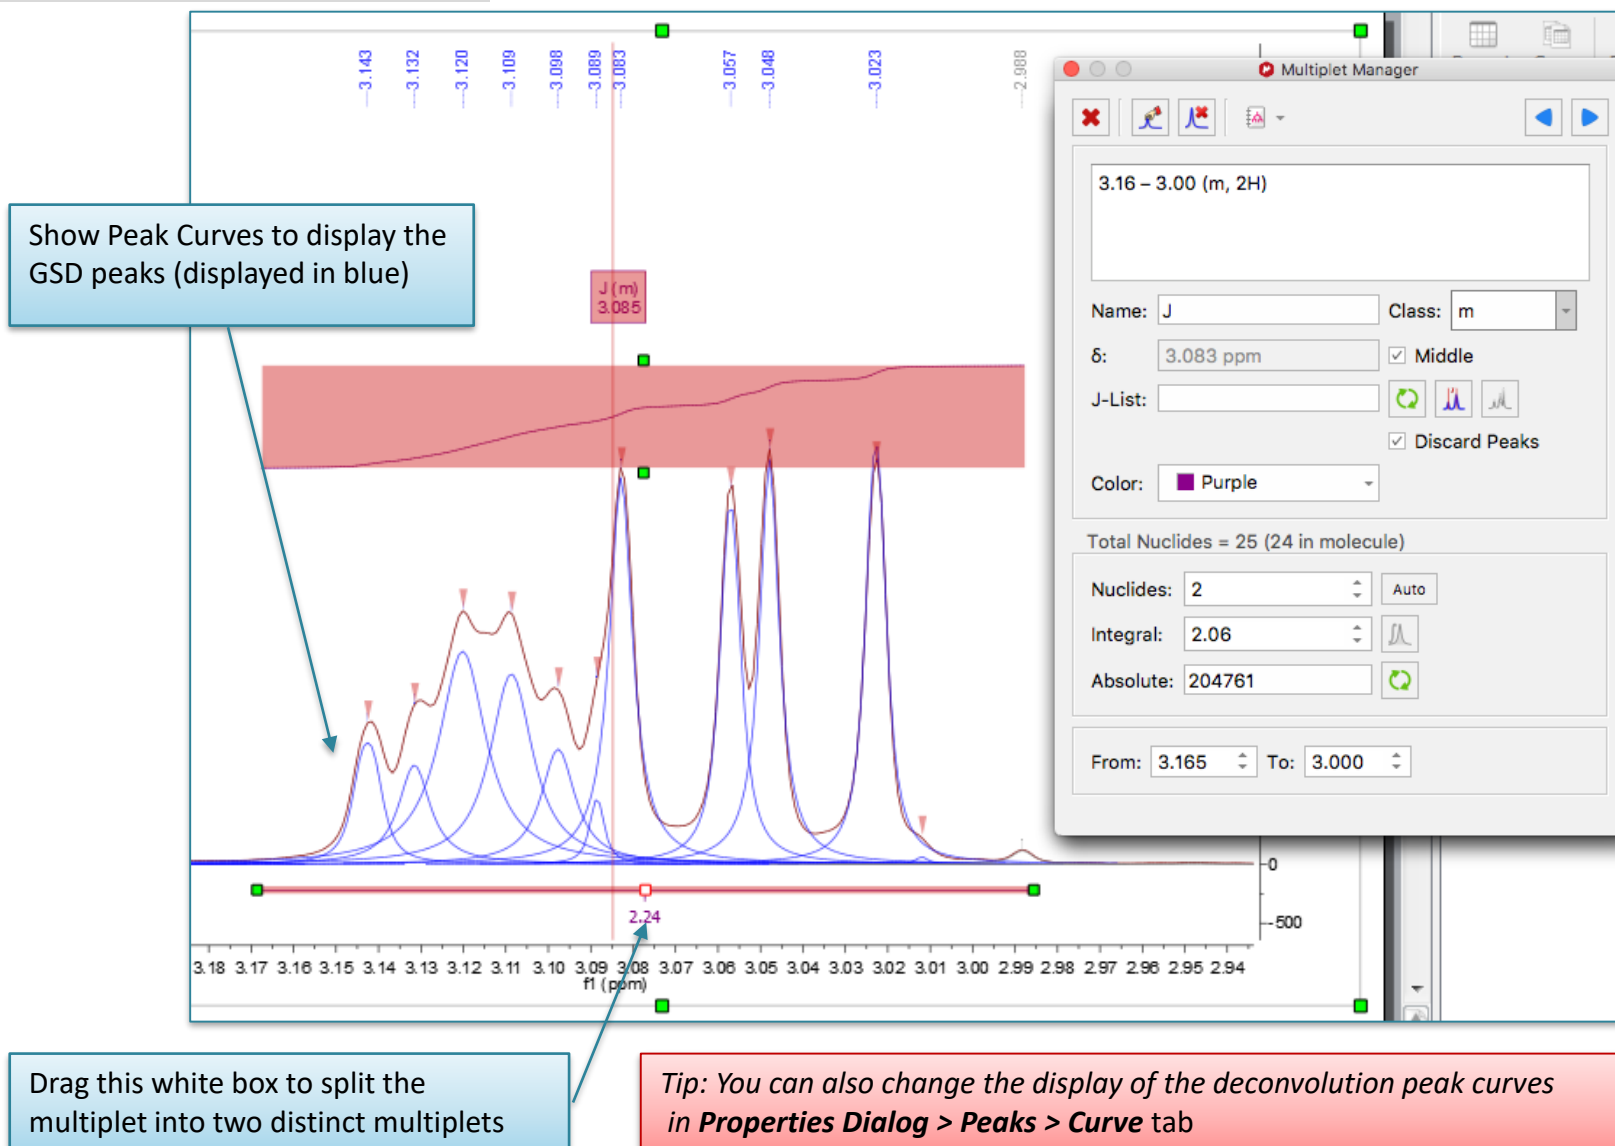 3.143
3.132
3.120
3.109
3.098
3.089
3.083
3.057
3.048
3.023
2.988
Multiplet Manager
3.16 – 3.00 (m, 2H)
Show Peak Curves to display the
GSD peaks (displayed in blue)
J (m)
3.085
Name: J Class: m
δ: 3.083 ppm Middle
J-List:
Discard Peaks
Color: Purple
Total Nuclides = 25 (24 in molecule)
Nuclides: 2 Auto
Integral: 2.06
Absolute: 204761
From: 3.165 To: 3.000
0
2.24
-500
3.18 3.17 3.16 3.15 3.14 3.13 3.12 3.11 3.10 3.09 3.08 3.07 3.06 3.05 3.04 3.03 3.02 3.01 3.00 2.99 2.98 2.97 2.96 2.95 2.94
f1 (ppm)
Drag this white box to split the
multiplet into two distinct multiplets
Tip: You can also change the display of the deconvolution peak curves
in Properties Dialog > Peaks > Curve tab